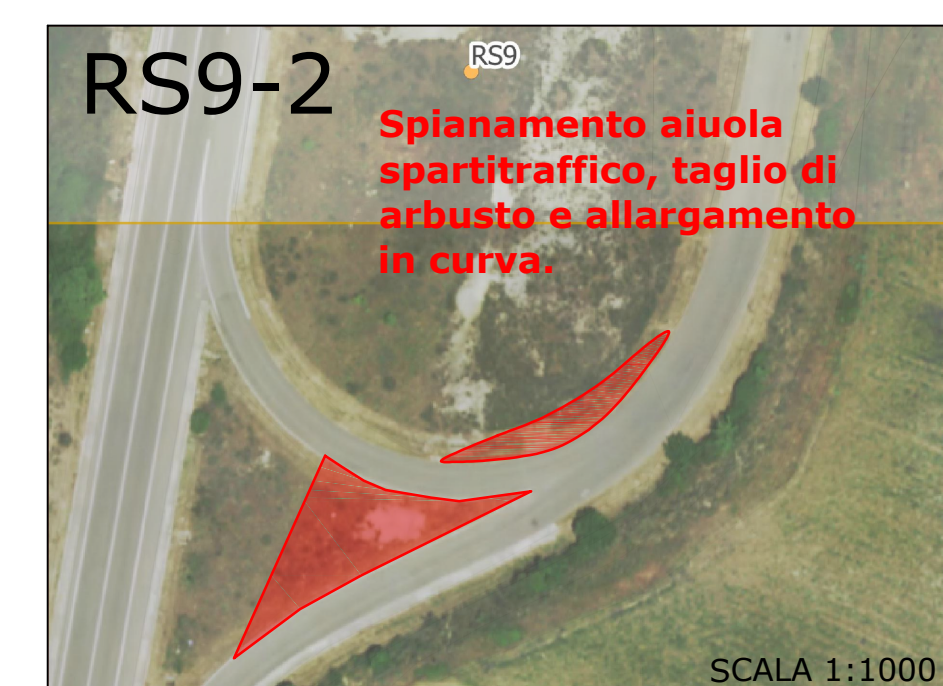 RS9-2
RS9
Spianamento aiuola
spartitraffico, taglio di
arbusto e allargamento
in curva.
SCALA 1:1000